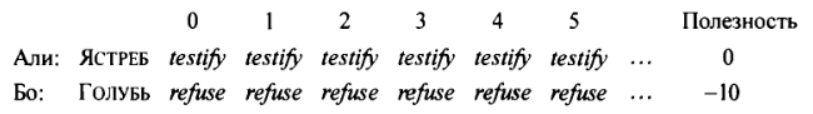 0 1 2 3 4 5 Полезность
Али: ЯСТРЕБ testify testify testify testify testify testify ... 0
Бо: ГОЛУБЬ refuse refuse refuse refuse refuse refuse ... –10